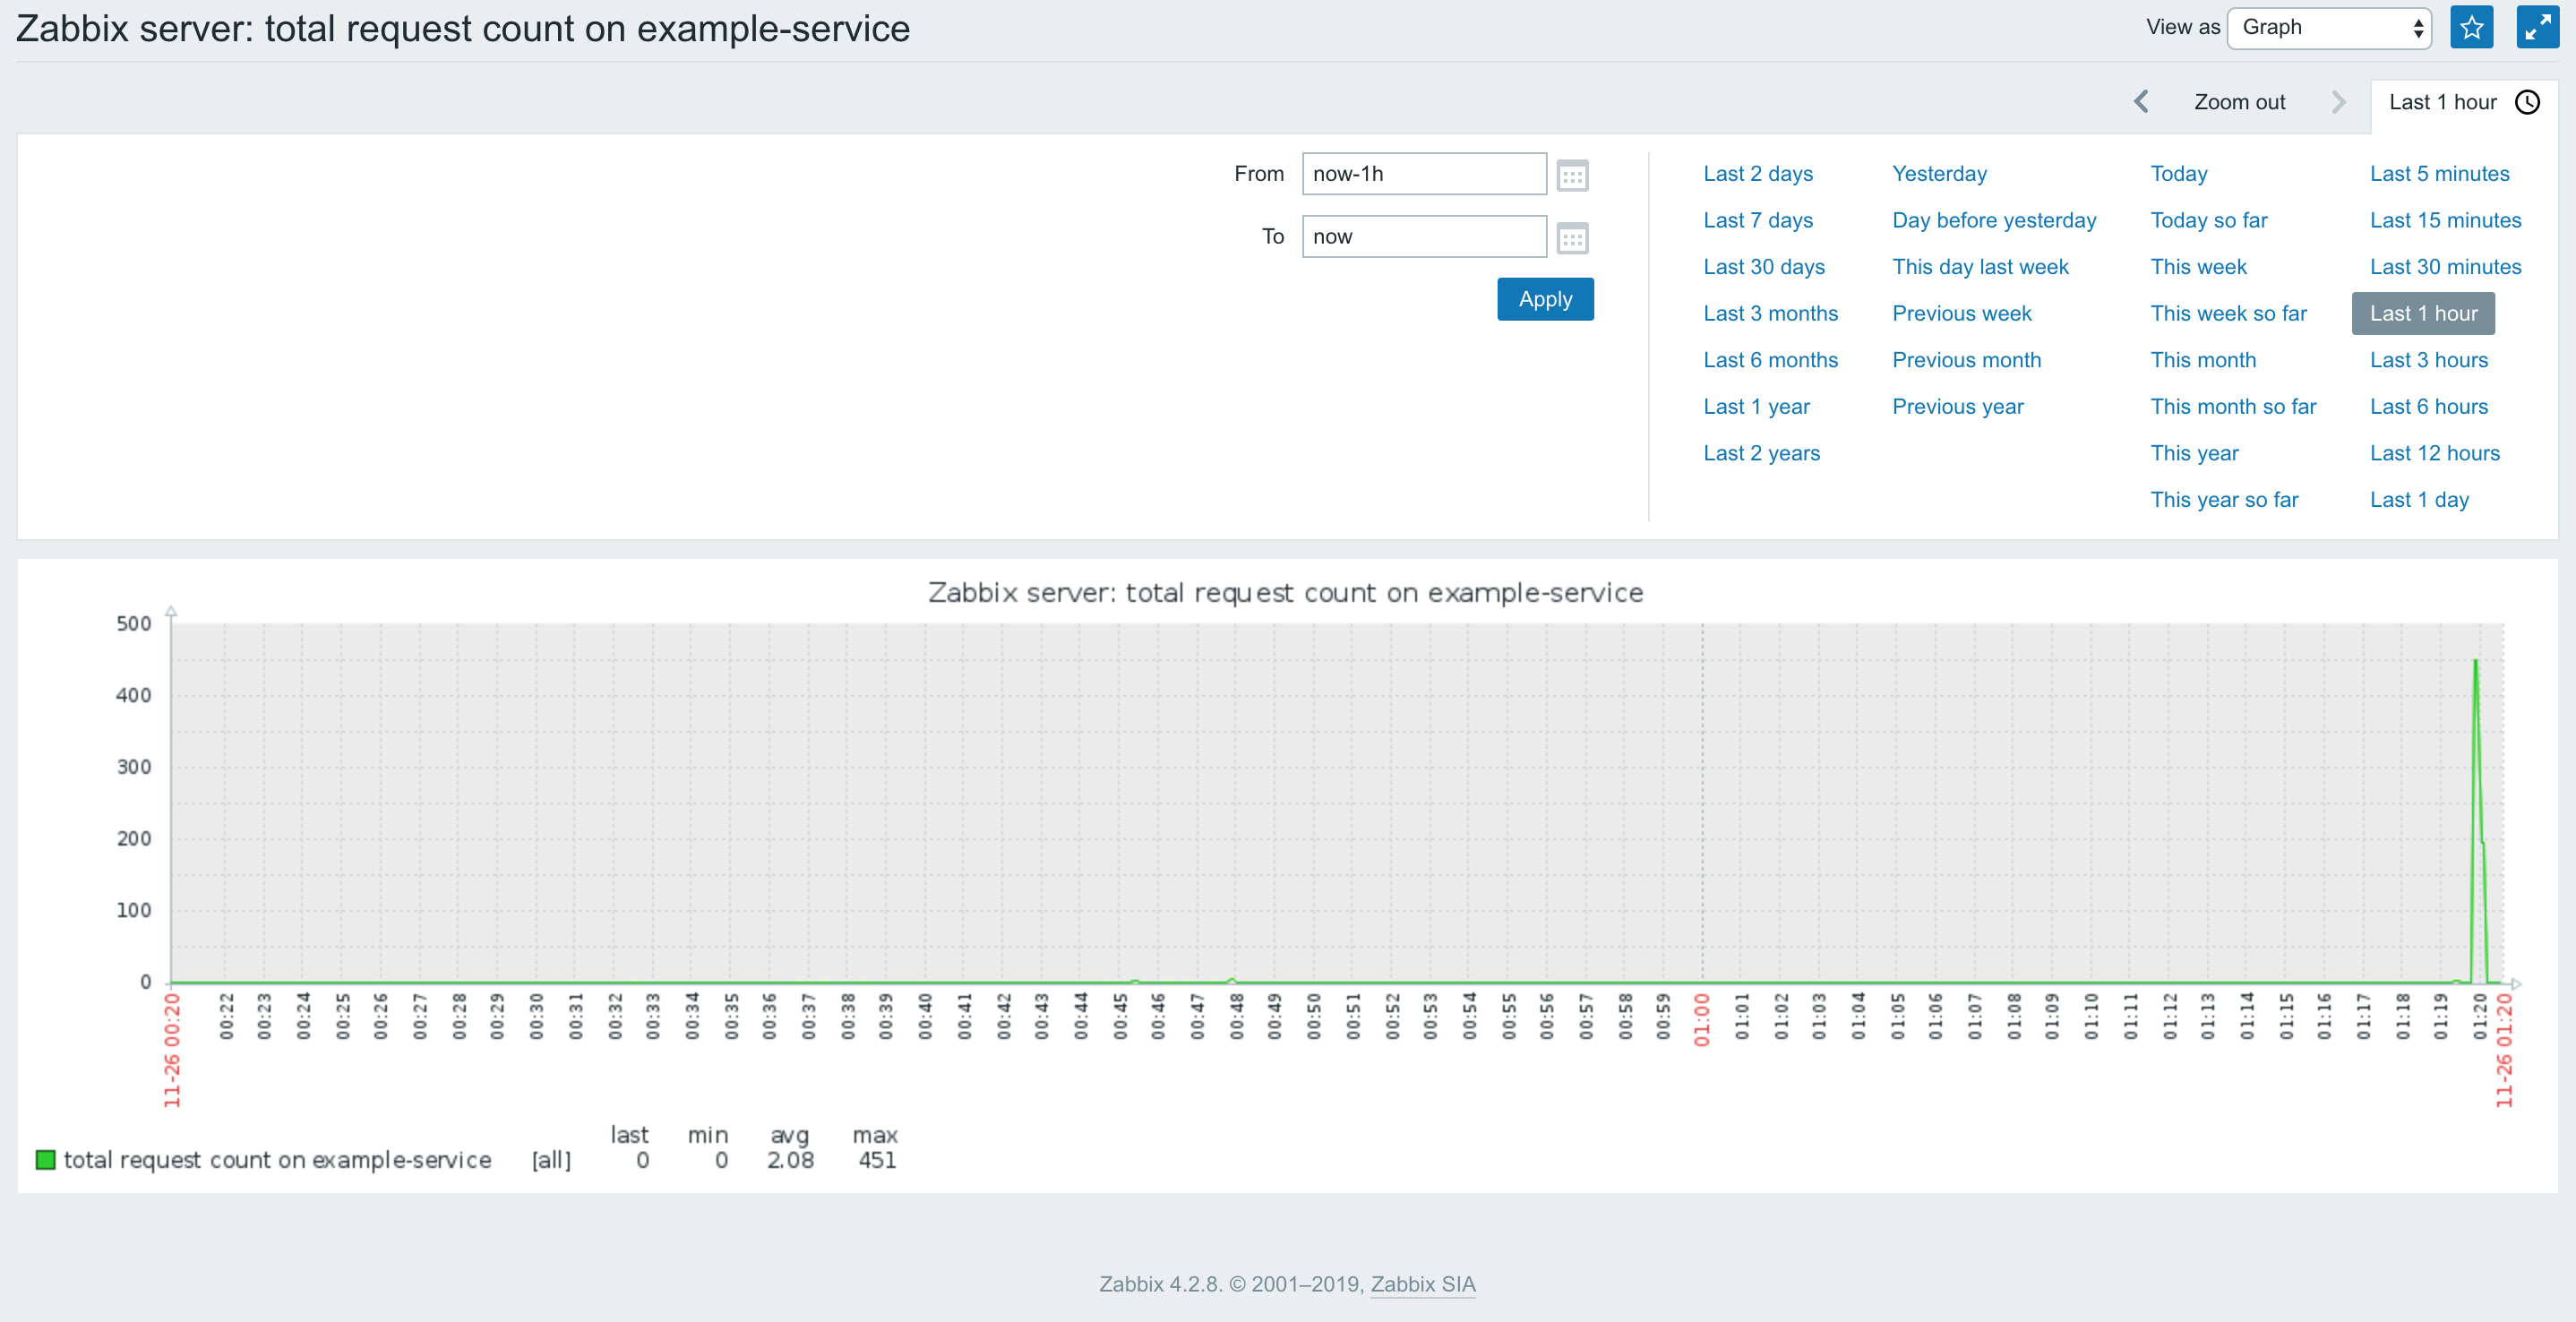 Zabbix server: total request count on example-service
View as Graph
Zoom out Last 1 hour
From now-1h
To now
Apply
Last 2 days Yesterday Today Last 5 minutes
Last 7 days Day before yesterday Today so far Last 15 minutes
Last 30 days This day last week This week Last 30 minutes
Last 3 months Previous week This week so far Last 1 hour
Last 6 months Previous month This month Last 3 hours
Last 1 year Previous year This month so far Last 6 hours
Last 2 years This year Last 12 hours
This year so far Last 1 day
Zabbix server: total request count on example-service
500
400
300
200
100
0
11-26 00:20 00:22 00:23 00:24 00:25 00:26 00:27 00:28 00:29 00:30 00:31 00:32 00:33 00:34 00:35 00:36 00:37 00:38 00:39 00:40 00:41 00:42 00:43 00:44 00:45 00:46 00:47 00:48 00:49 00:50 00:51 00:52 00:53 00:54 00:55 00:56 00:57 00:58 00:59 01:00 01:01 01:02 01:03 01:04 01:05 01:06 01:07 01:08 01:09 01:10 01:11 01:12 01:13 01:14 01:15 01:16 01:17 01:18 01:19 01:20 11-26 01:20
last min avg max
total request count on example-service [all] 0 0 2.08 451
Zabbix 4.2.8. © 2001–2019, Zabbix SIA